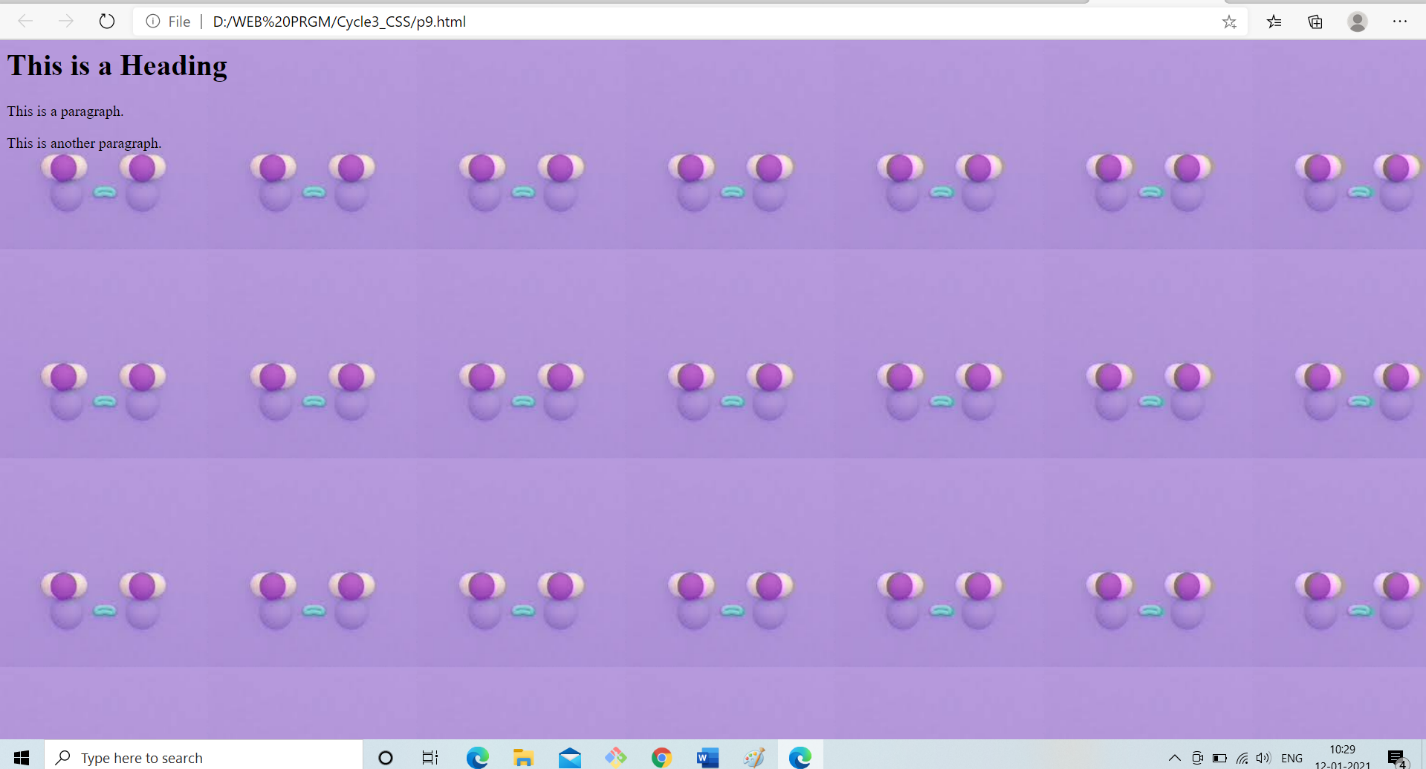 File
D:/WEB%20PRGM/Cycle3_CSS/p9.html
This is a Heading
This is a paragraph.
This is another paragraph.
Type here to search
W
ENG
10:29
12-01-2021
4